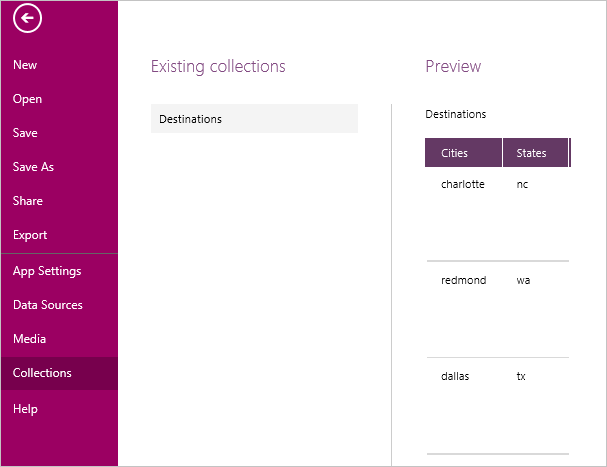 New
Open
Save
Save As
Share
Export
App Settings
Data Sources
Media
Collections
Help
Existing collections
Destinations
Preview
Destinations
Cities States
charlotte nc
redmond wa
dallas tx